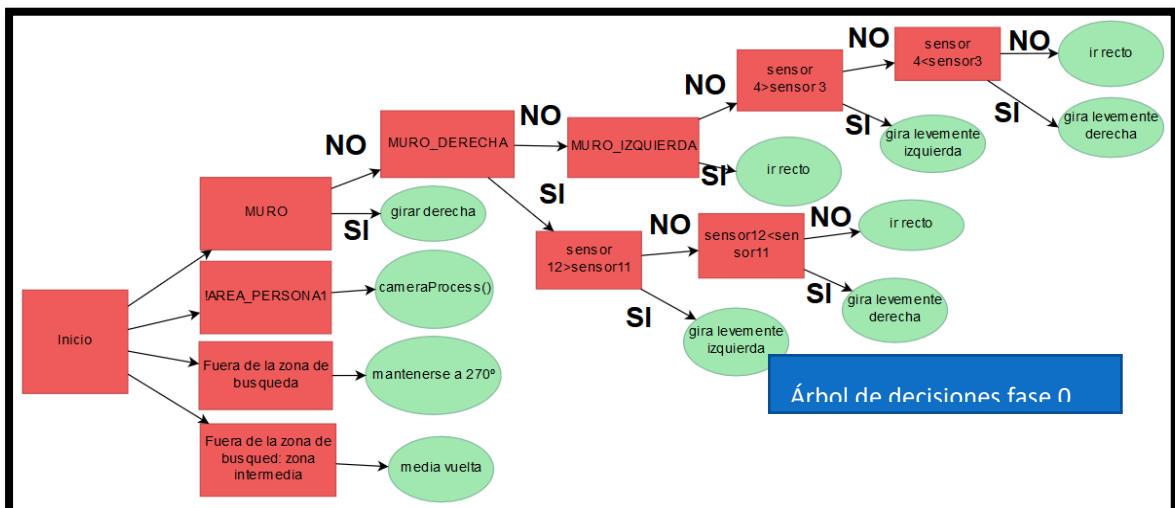 sensor
4<sensor3
NO
NO
ir recto
sensor
4>sensor 3
NO
SI
gira levemente
derecha
MURO_DERECHA
NO
MURO_IZQUIERDA
SI
gira levemente
izquierda
NO
SI
ir recto
MURO
SI
girar derecha
SI
sensor
12>sensor11
NO
sensor12<sen
sor11
NO
ir recto
SI
gira levemente
derecha
SI
gira levemente
izquierda
!AREA_PERSONA1
cameraProcess()
Inicio
Fuera de la zona de
busqueda
mantenerse a 270º
Fuera de la zona de
busqued: zona
intermedia
media vuelta
Árbol de decisiones fase 0